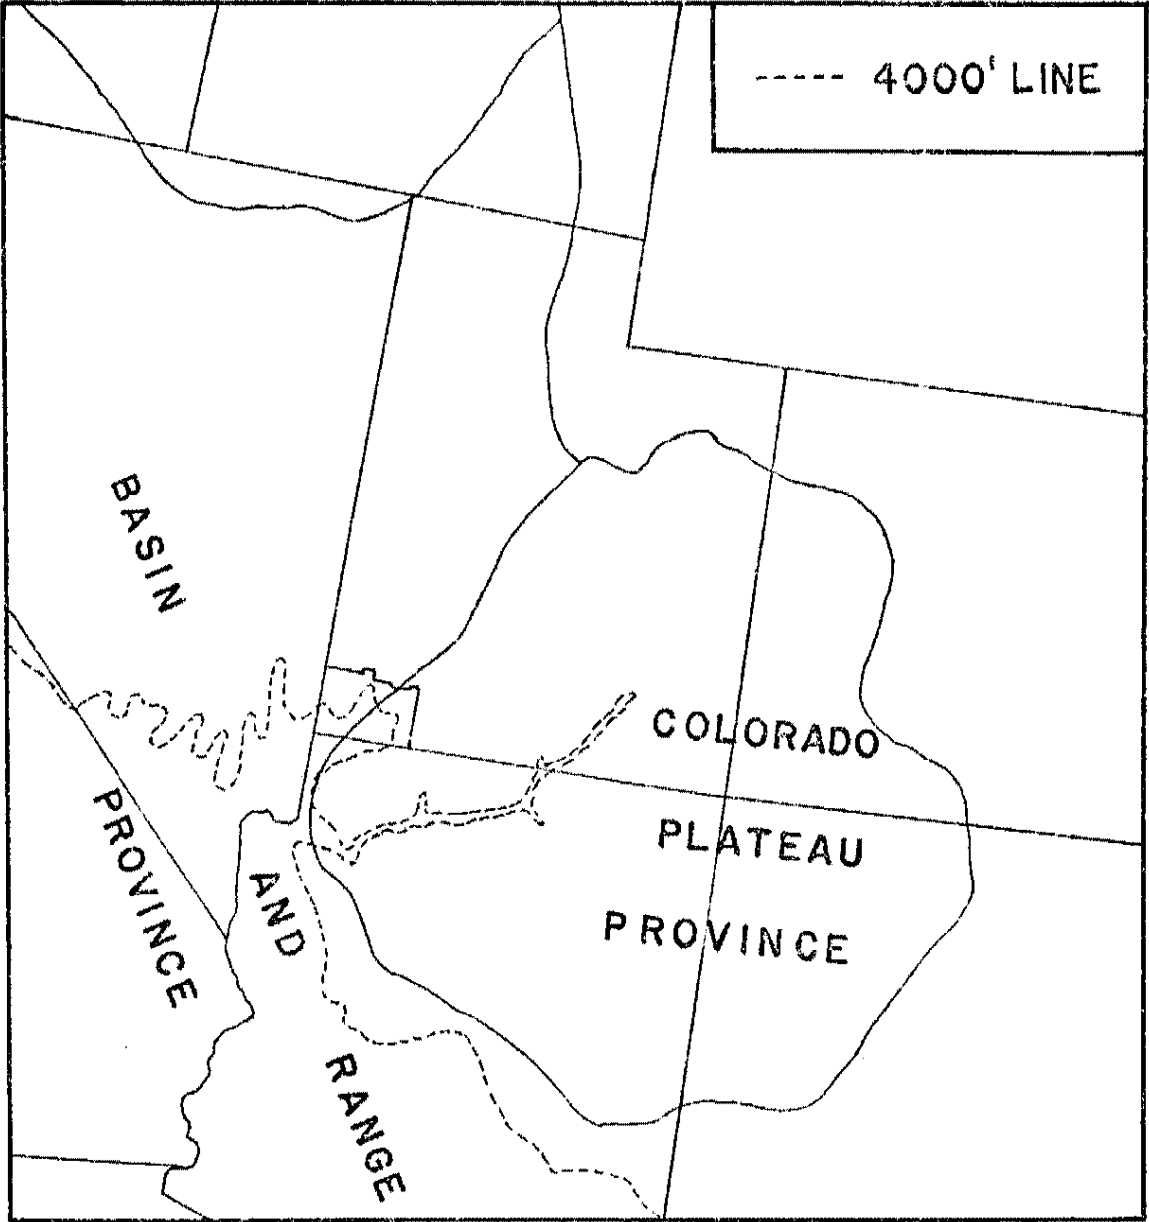 4000' LINE
BASIN
COLORADO
PROVINCE
PLATEAU
AND
PROVINCE
RANGE